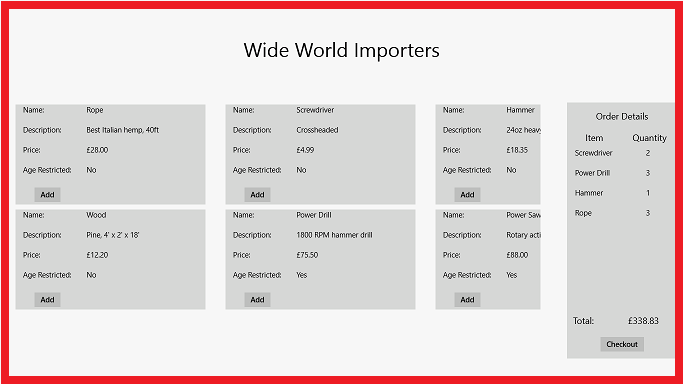 Wide World Importers
Name: Rope
Description: Best Italian hemp, 40ft
Price: £28.00
Age Restricted: No
Add
Name: Screwdriver
Description: Crossheaded
Price: £4.99
Age Restricted: No
Add
Name: Hammer
Description: 24oz heavy
Price: £18.35
Age Restricted: No
Add
Name: Wood
Description: Pine, 4' x 2' x 18'
Price: £12.20
Age Restricted: No
Add
Name: Power Drill
Description: 1800 RPM hammer drill
Price: £75.50
Age Restricted: Yes
Add
Name: Power Saw
Description: Rotary acti
Price: £88.00
Age Restricted: Yes
Add
Order Details
Item Quantity
Screwdriver 2
Power Drill 3
Hammer 1
Rope 3
Total: £338.83
Checkout